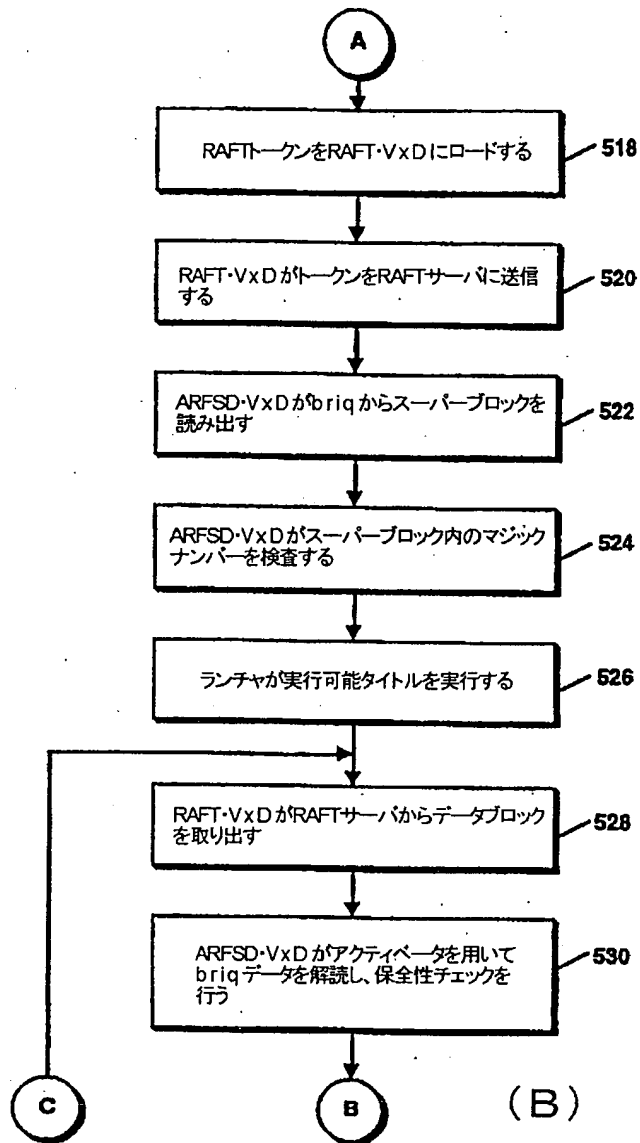 A
RAFTトークンをRAFT・VxDにロードする
518
RAFT・VxDがトークンをRAFTサーバに送信
する
520
ARFSD・VxDがbriqからスーパーブロックを
読み出す
522
ARFSD・VxDがスーパーブロック内のマジック
ナンバーを検査する
524
ランチャが実行可能タイトルを実行する
526
RAFT・VxDがRAFTサーバからデータブロック
を取り出す
528
ARFSD・VxDがアクティベータを用いて
briqデータを解読し、保全性チェックを
行う
530
C
B
(B)